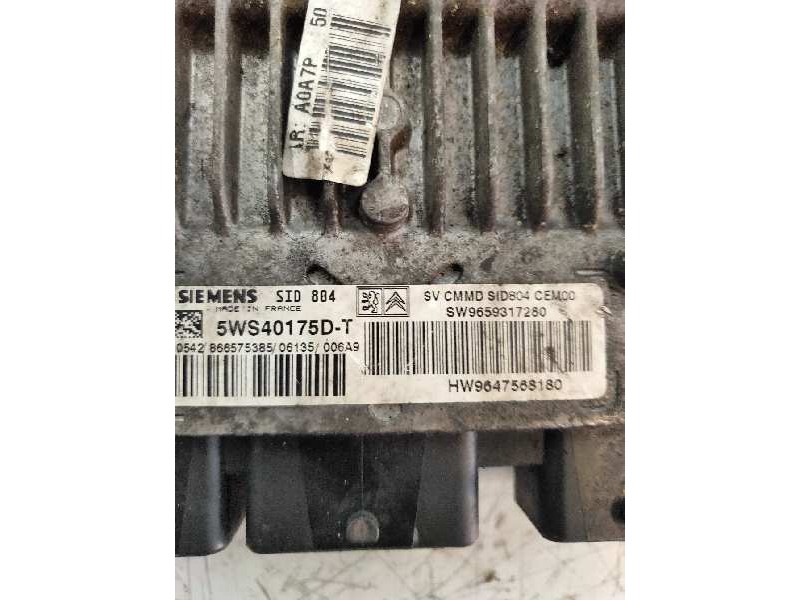 AR: A0A7P 50
SIEMENS SID 804
MADE IN FRANCE
5WS40175D-T
0542/866575385/06135/006A9
SV CMMD SID804 CEM00
SW9659317280
HW9647568180